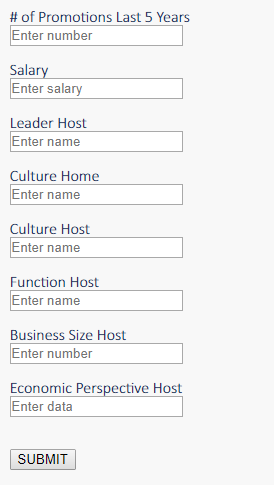 # of Promotions Last 5 Years
Enter number
Salary
Enter salary
Leader Host
Enter name
Culture Home
Enter name
Culture Host
Enter name
Function Host
Enter name
Business Size Host
Enter number
Economic Perspective Host
Enter data
SUBMIT